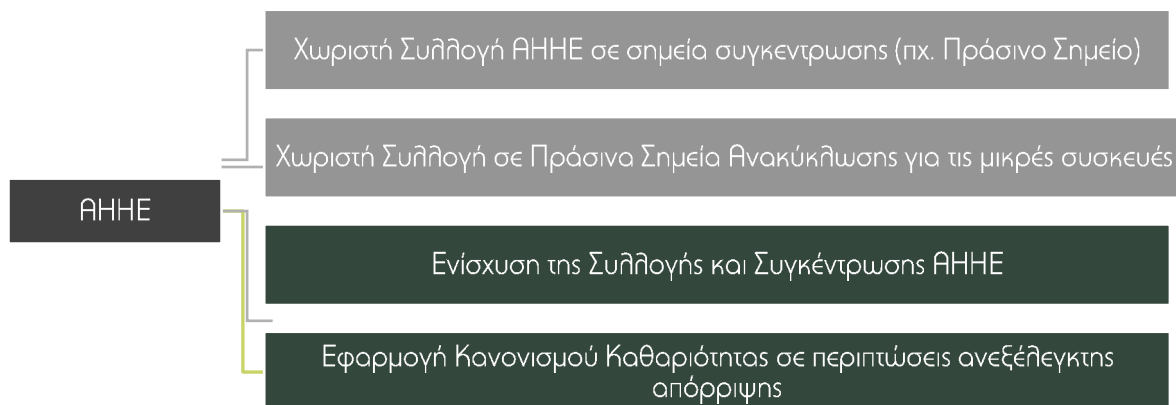 Χωριστή Συλλογή ΑΗΗΕ σε σημεία συγκεντρωσης (πχ. Πράσινο Σημείο)
Χωριστή Συλλογή σε Πράσινα Σημεία Ανακύκλωσης για τις μικρές συσκευές
ΑΗΗΕ
Ενίσχυση της Συλλογής και Συγκέντρωσης ΑΗΗΕ
Εφαρμογή Κανονισμού Καθαριότητας σε περιπτώσεις ανεξέλεγκτης
απόρριψης